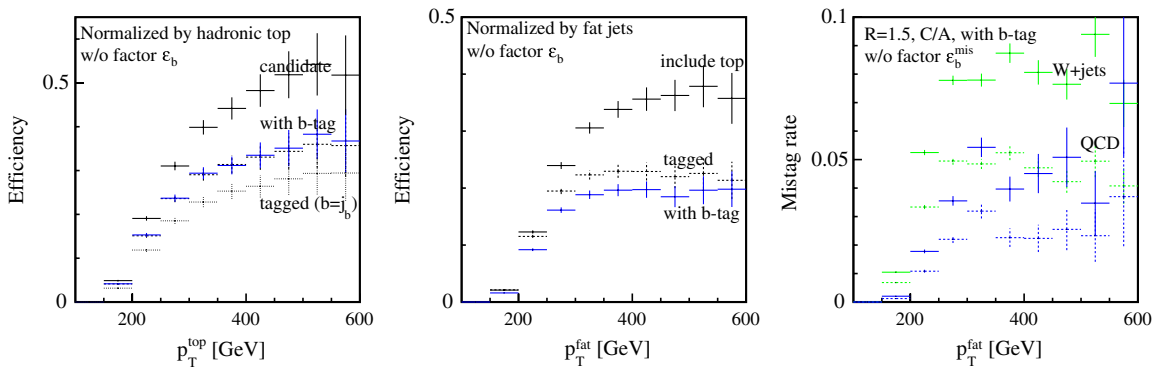 Normalized by hadronic top
w/o factor ε_b
candidate
with b-tag
tagged (b=j_b)
0.5
0
Efficiency
200
400
600
p_T^top [GeV]
Normalized by fat jets
w/o factor ε_b
include top
tagged
with b-tag
0.5
0
Efficiency
200
400
600
p_T^fat [GeV]
R=1.5, C/A, with b-tag
w/o factor ε_b^mis
W+jets
QCD
0.1
0.05
0
Mistag rate
200
400
600
p_T^fat [GeV]